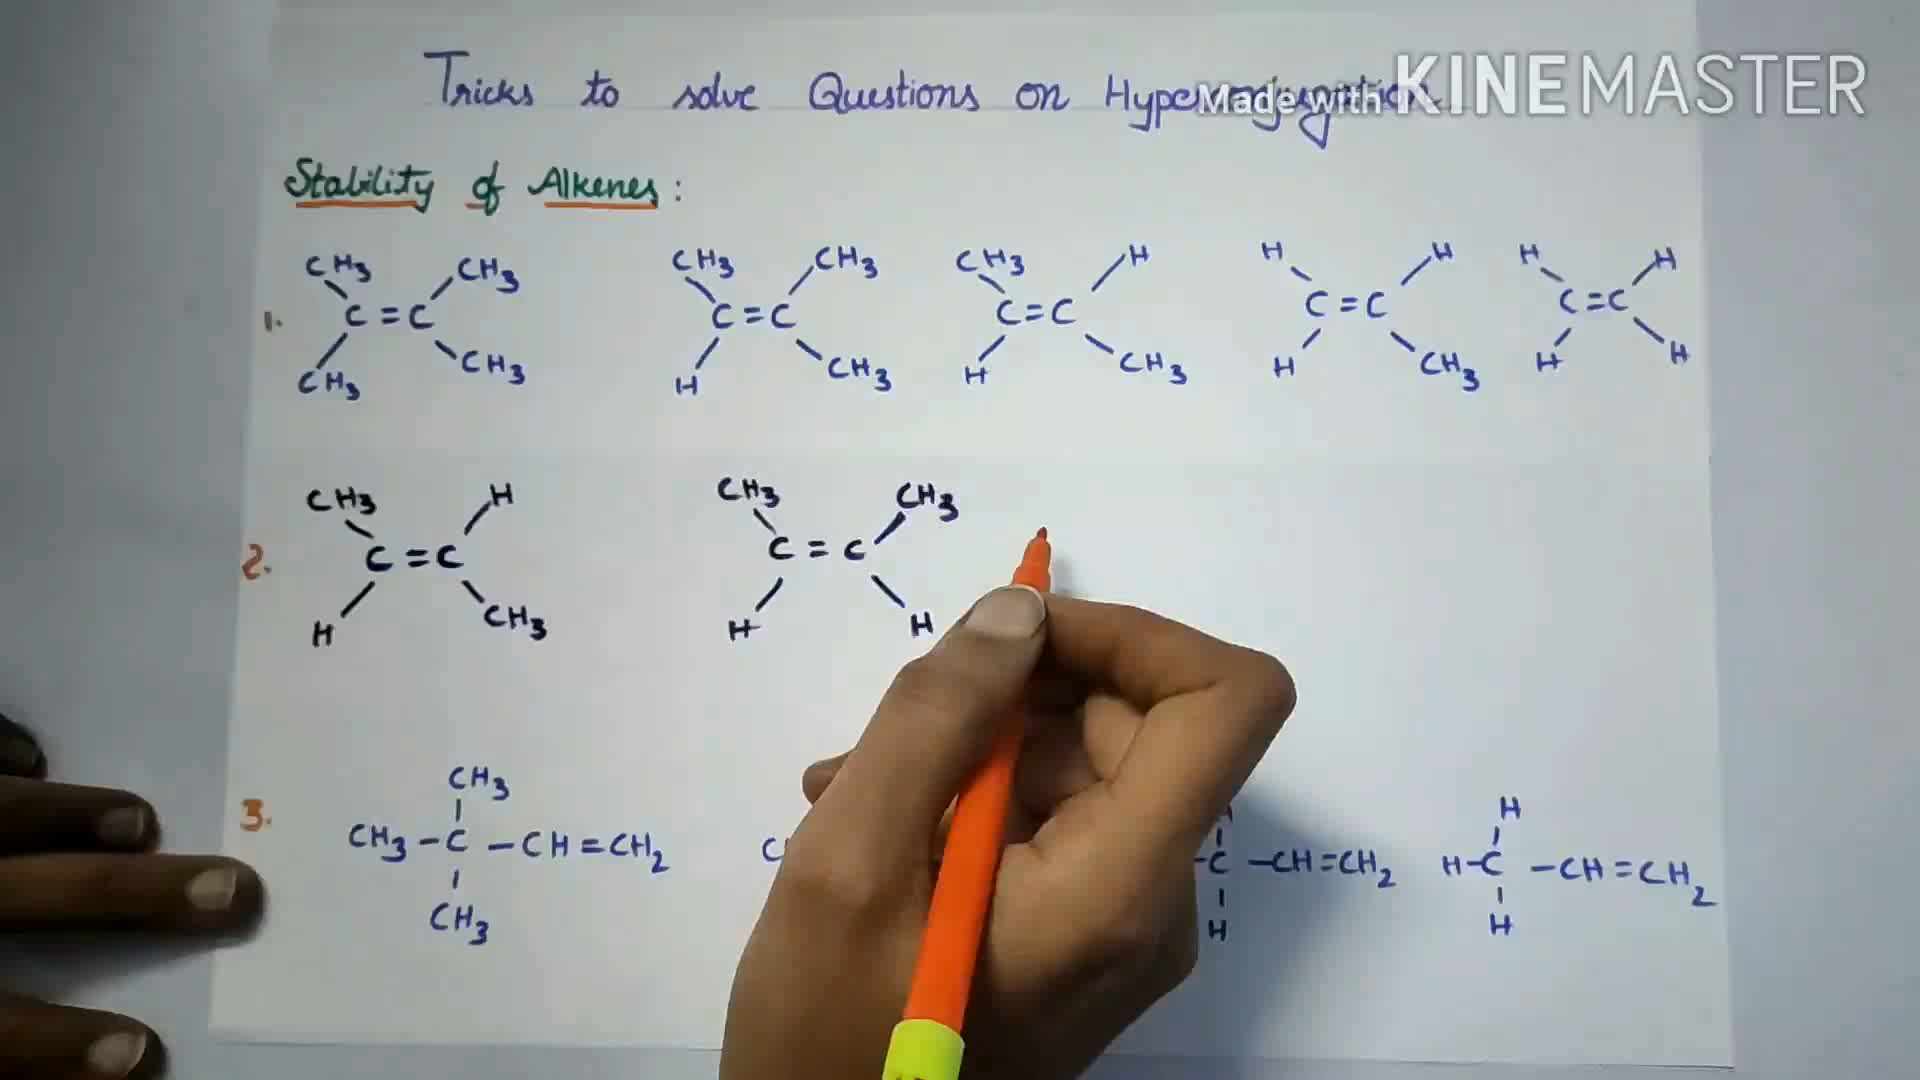 Tricks to solve Questions on Hyperconjugation
Made with KINEMASTER
Stability of Alkenes:
CH3 CH3 CH3 CH3 CH3 H H H H H
1. C=C C=C C=C C=C C=C
CH3 CH3 H CH3 H CH3 H CH3 H H
CH3 H CH3 CH3
2. C=C C=C
H CH3 H H
CH3 H H
3. CH3-C-CH=CH2 C -C-CH=CH2 H-C-CH=CH2
CH3 H H